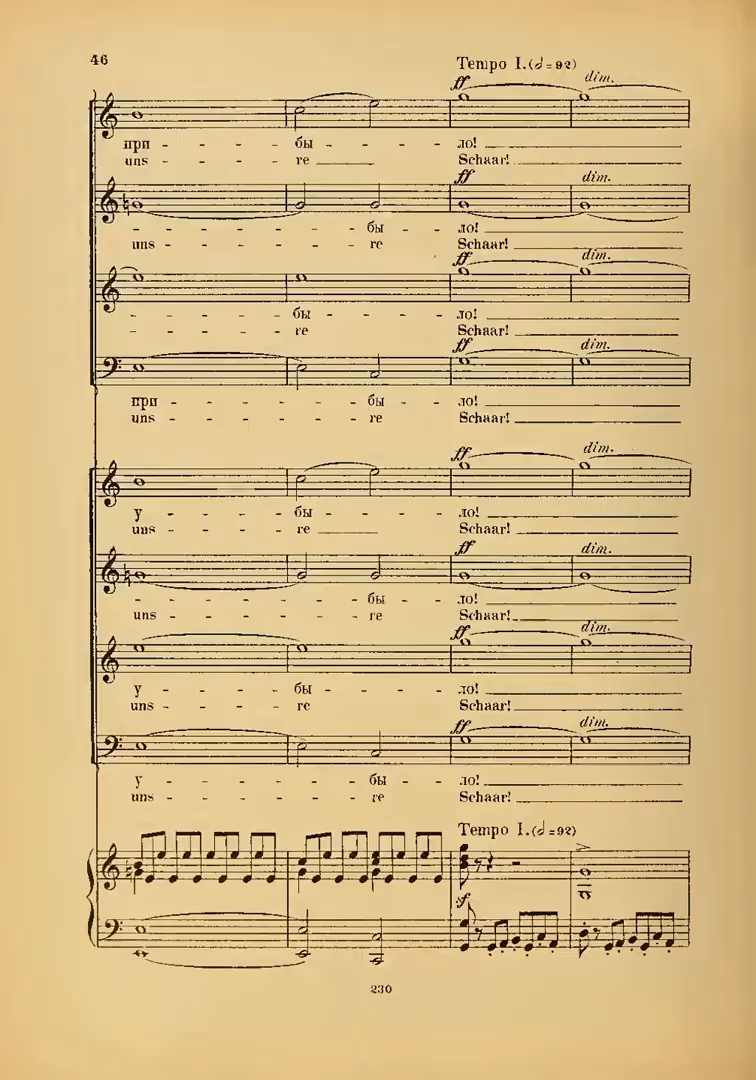 46
Tempo I. (𝅗𝅥=92)
ff dim.
при - - - - бы - - ло!
uns - - - - re Schaar!
ff dim.
- - - - - - бы - - ло!
uns - - - - - - re Schaar!
ff dim.
- - - - бы - - - - ло!
- - - - re Schaar!
ff dim.
при - - - - - - бы - - ло!
uns - - - - - - re Schaar!
ff dim.
у - - - - бы - - - - ло!
uns - - - - re Schaar!
ff dim.
- - - - - - бы - - ло!
uns - - - - - - re Schaar!
ff dim.
у - - - - бы - - - - ло!
uns - - - - re Schaar!
ff dim.
у - - - - - - бы - - ло!
uns - - - - - - re Schaar!
Tempo I. (𝅗𝅥=92)
sf
230